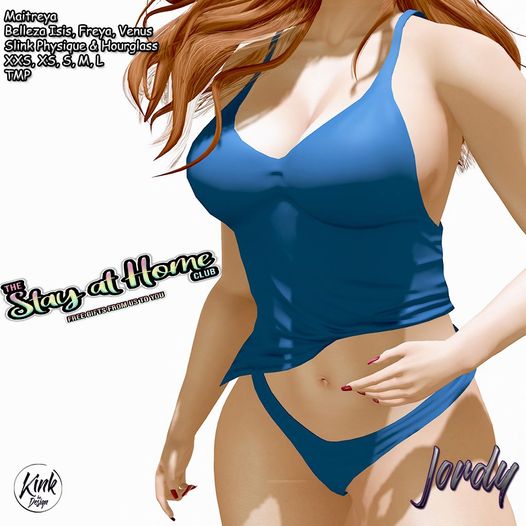 Maitreya
Belleza Isis, Freya, Venus
Slink Physique & Hourglass
XXS, XS, S, M, L
TMP
THE
Stay at Home
CLUB
FREE GIFTS FROM US TO YOU
Kink
by
Design
Jordy